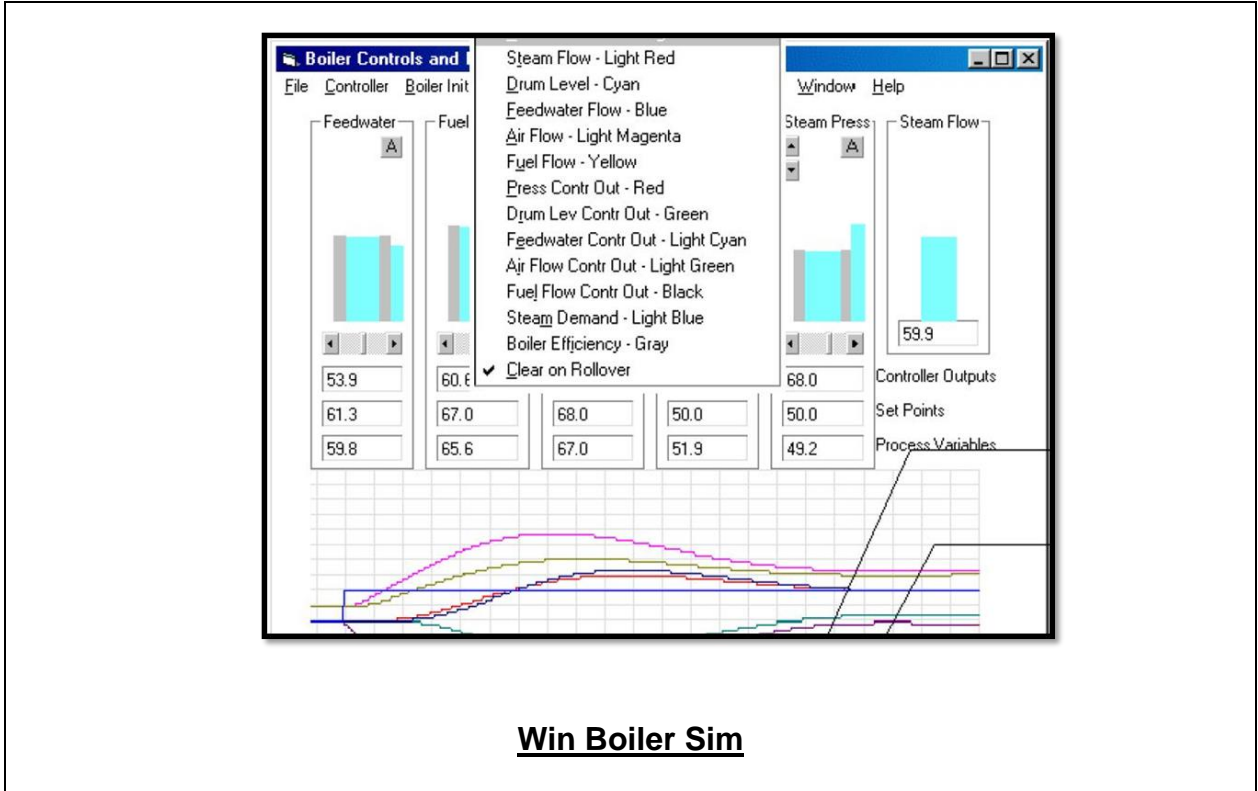 Boiler Controls and
File Controller Boiler Init Window Help
Steam Flow - Light Red
Drum Level - Cyan
Feedwater Flow - Blue
Air Flow - Light Magenta
Fuel Flow - Yellow
Press Contr Out - Red
Drum Lev Contr Out - Green
Feedwater Contr Out - Light Cyan
Air Flow Contr Out - Light Green
Fuel Flow Contr Out - Black
Steam Demand - Light Blue
Boiler Efficiency - Gray
✔ Clear on Rollover
Feedwater Fuel Steam Press Steam Flow
A A
59.9
53.9 60.6 68.0 Controller Outputs
61.3 67.0 68.0 50.0 50.0 Set Points
59.8 65.6 67.0 51.9 49.2 Process Variables
Win Boiler Sim